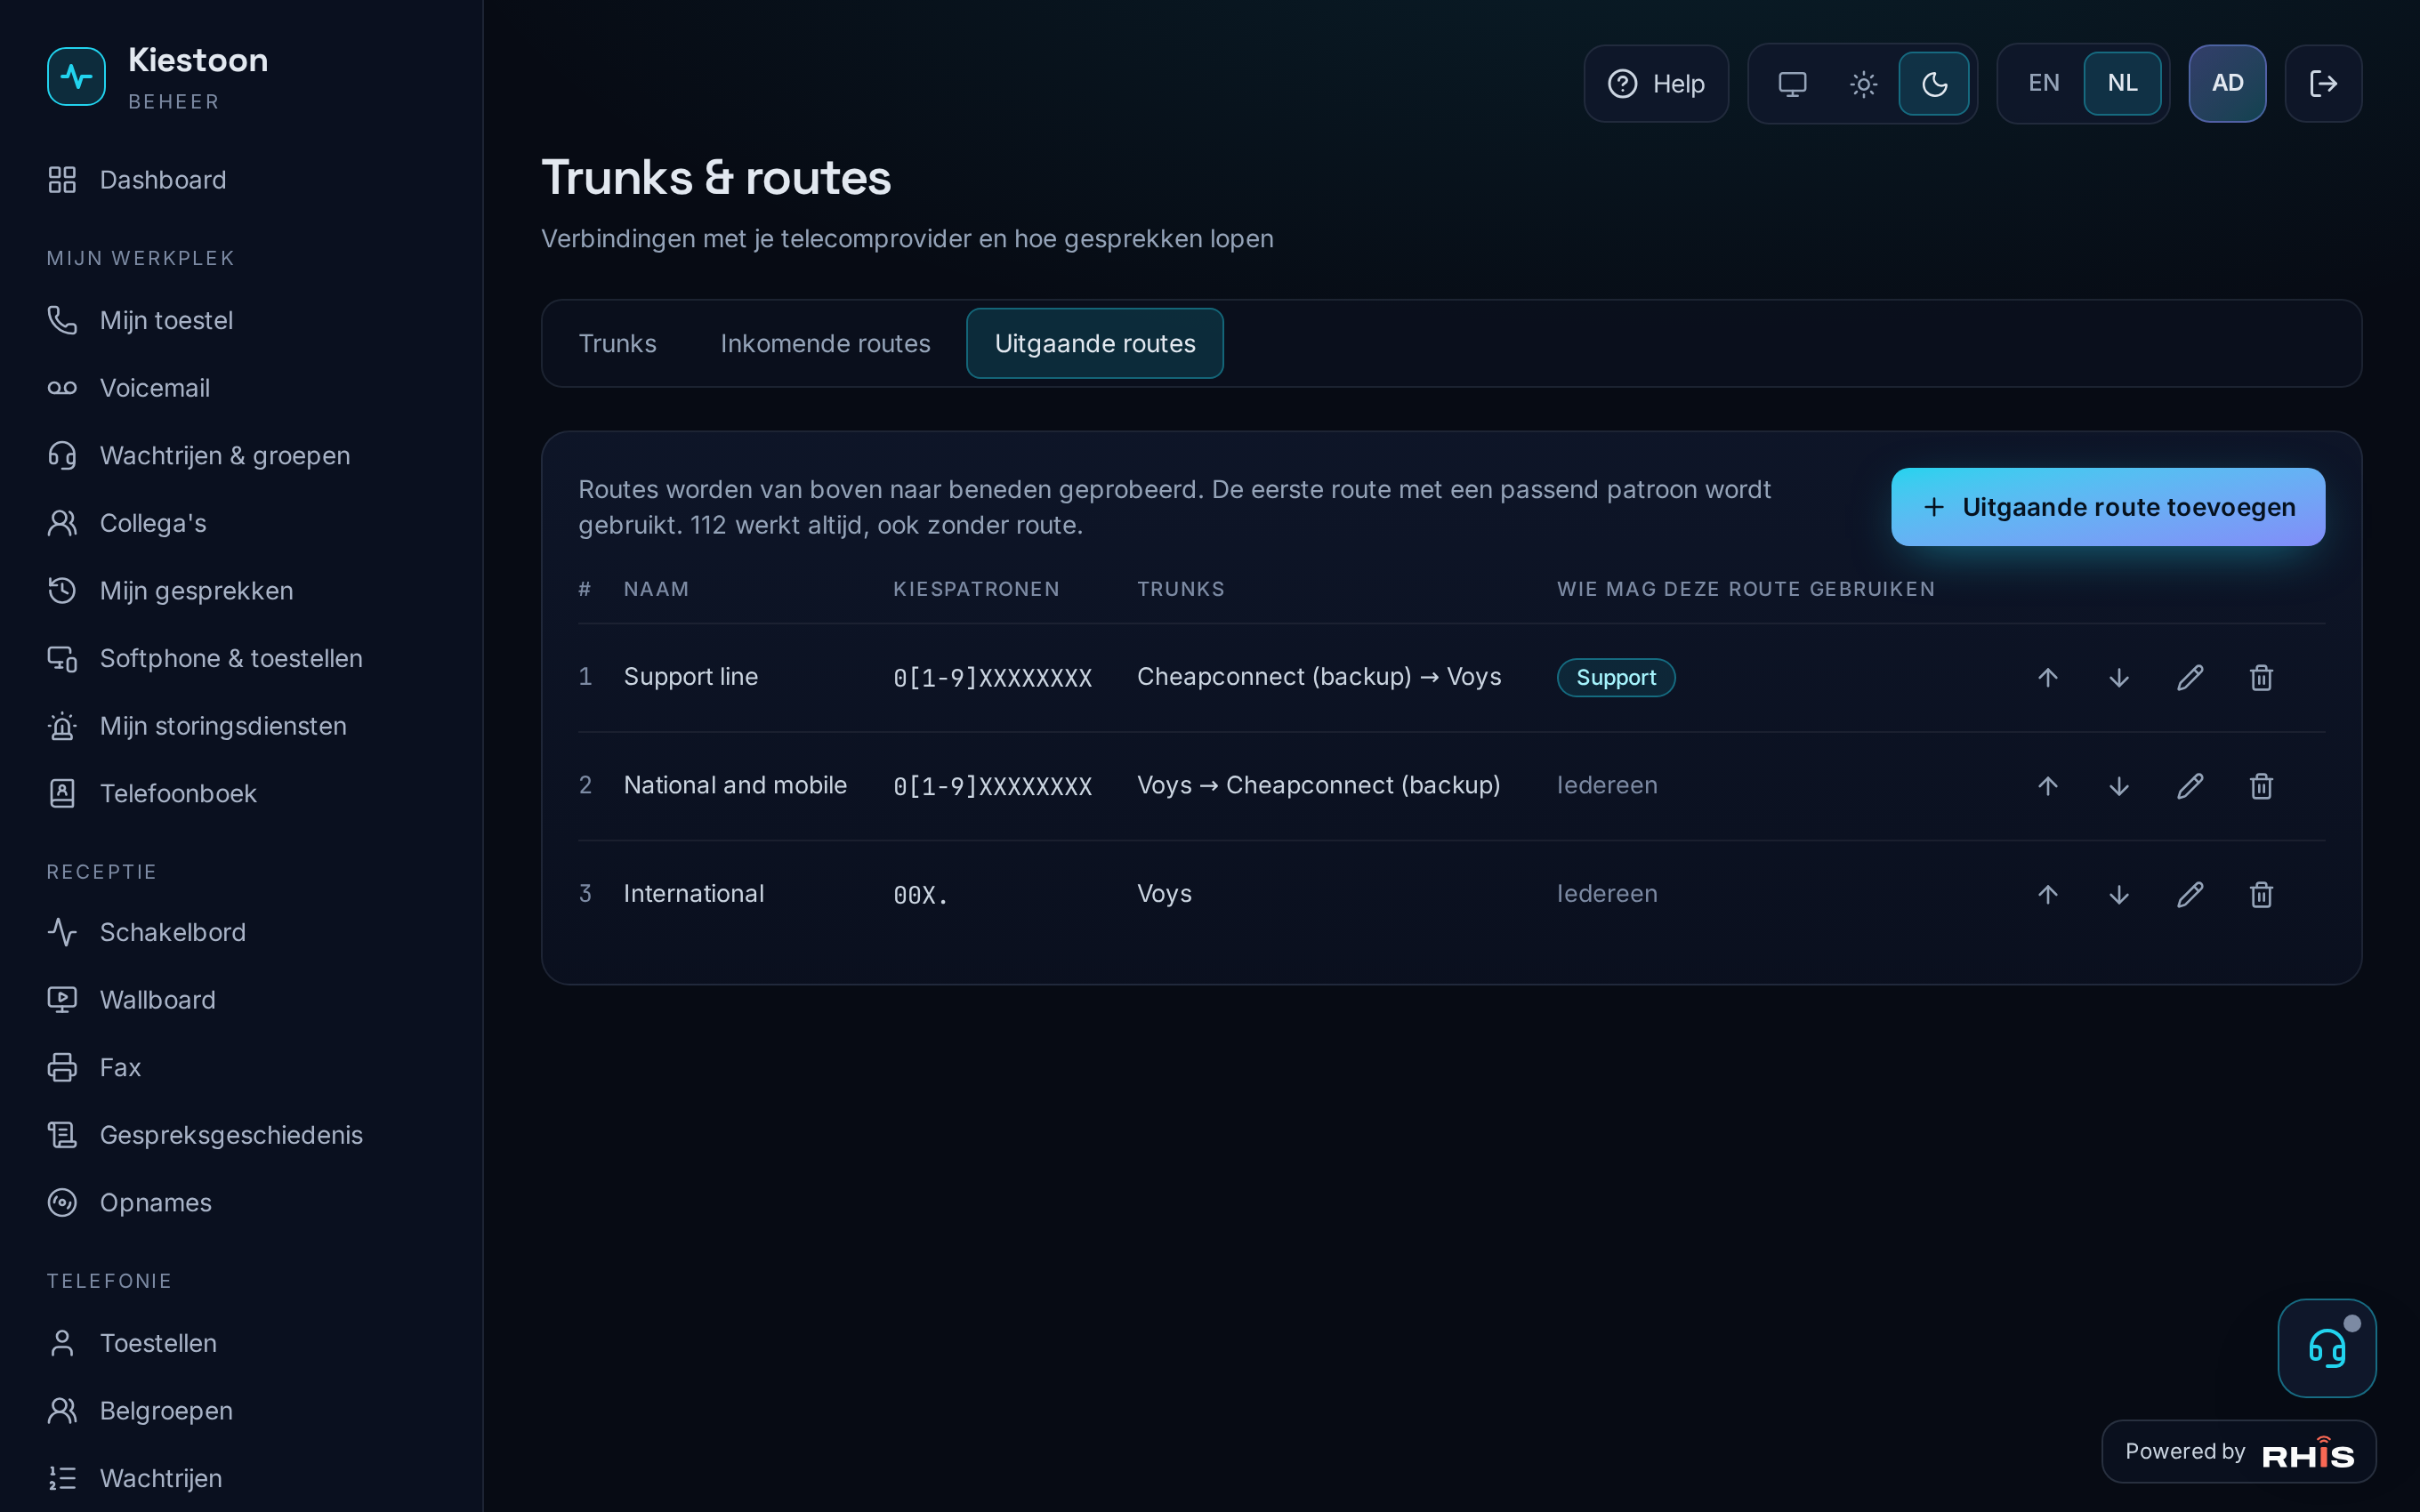 Kiestoon
BEHEER
Dashboard
MIJN WERKPLEK
Mijn toestel
Voicemail
Wachtrijen & groepen
Collega's
Mijn gesprekken
Softphone & toestellen
Mijn storingsdiensten
Telefoonboek
RECEPTIE
Schakelbord
Wallboard
Fax
Gespreksgeschiedenis
Opnames
TELEFONIE
Toestellen
Belgroepen
Wachtrijen
Help
EN NL
AD
Trunks & routes
Verbindingen met je telecomprovider en hoe gesprekken lopen
Trunks Inkomende routes Uitgaande routes
Routes worden van boven naar beneden geprobeerd. De eerste route met een passend patroon wordt
gebruikt. 112 werkt altijd, ook zonder route.
Uitgaande route toevoegen
# NAAM KIESPATRONEN TRUNKS WIE MAG DEZE ROUTE GEBRUIKEN
1 Support line 0[1-9]XXXXXXXX Cheapconnect (backup) → Voys Support
2 National and mobile 0[1-9]XXXXXXXX Voys → Cheapconnect (backup) Iedereen
3 International 00X. Voys Iedereen
Powered by RHIS